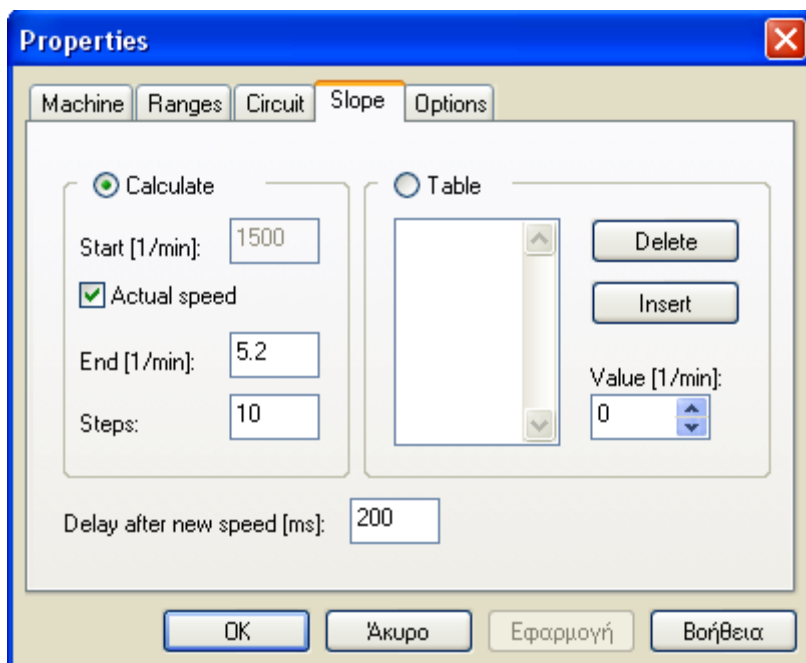 Properties
Machine Ranges Circuit Slope Options
Calculate
Start [1/min]: 1500
Actual speed
End [1/min]: 5.2
Steps: 10
Table
Delete
Insert
Value [1/min]:
0
Delay after new speed [ms]: 200
OK Άκυρο Εφαρμογή Βοήθεια